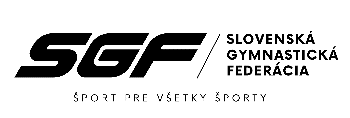 SGF
SLOVENSKÁ
GYMNASTICKÁ
FEDERÁCIA
ŠPORT PRE VŠETKY ŠPORTY